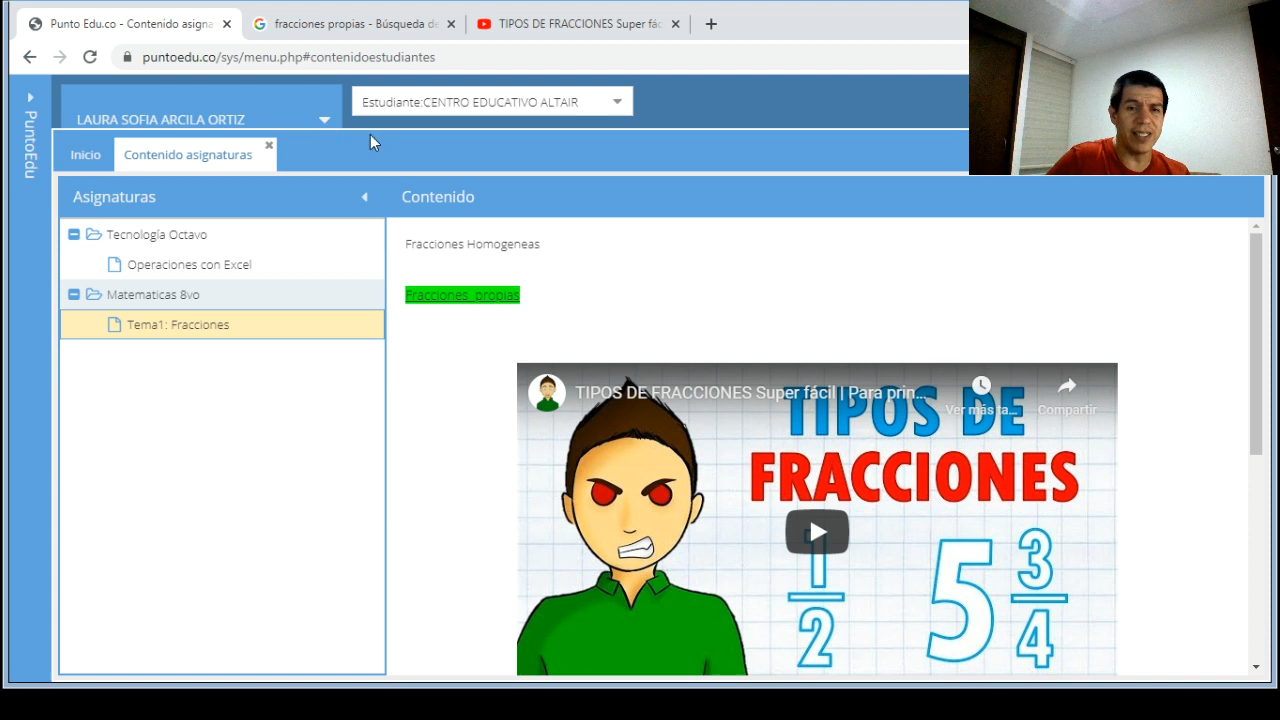 Punto Edu.co - Contenido asigna
fracciones propias - Búsqueda de
TIPOS DE FRACCIONES Super fác
puntoedu.co/sys/menu.php#contenidoestudiantes
PuntoEdu
LAURA SOFIA ARCILA ORTIZ
Estudiante:CENTRO EDUCATIVO ALTAIR
Inicio
Contenido asignaturas
Asignaturas
Contenido
Tecnología Octavo
Operaciones con Excel
Matematicas 8vo
Tema1: Fracciones
Fracciones Homogeneas
Fracciones propias
TIPOS DE FRACCIONES Super fácil | Para prin...
Ver más ta...
Compartir
TIPOS DE
FRACCIONES
1/2
5 3/4